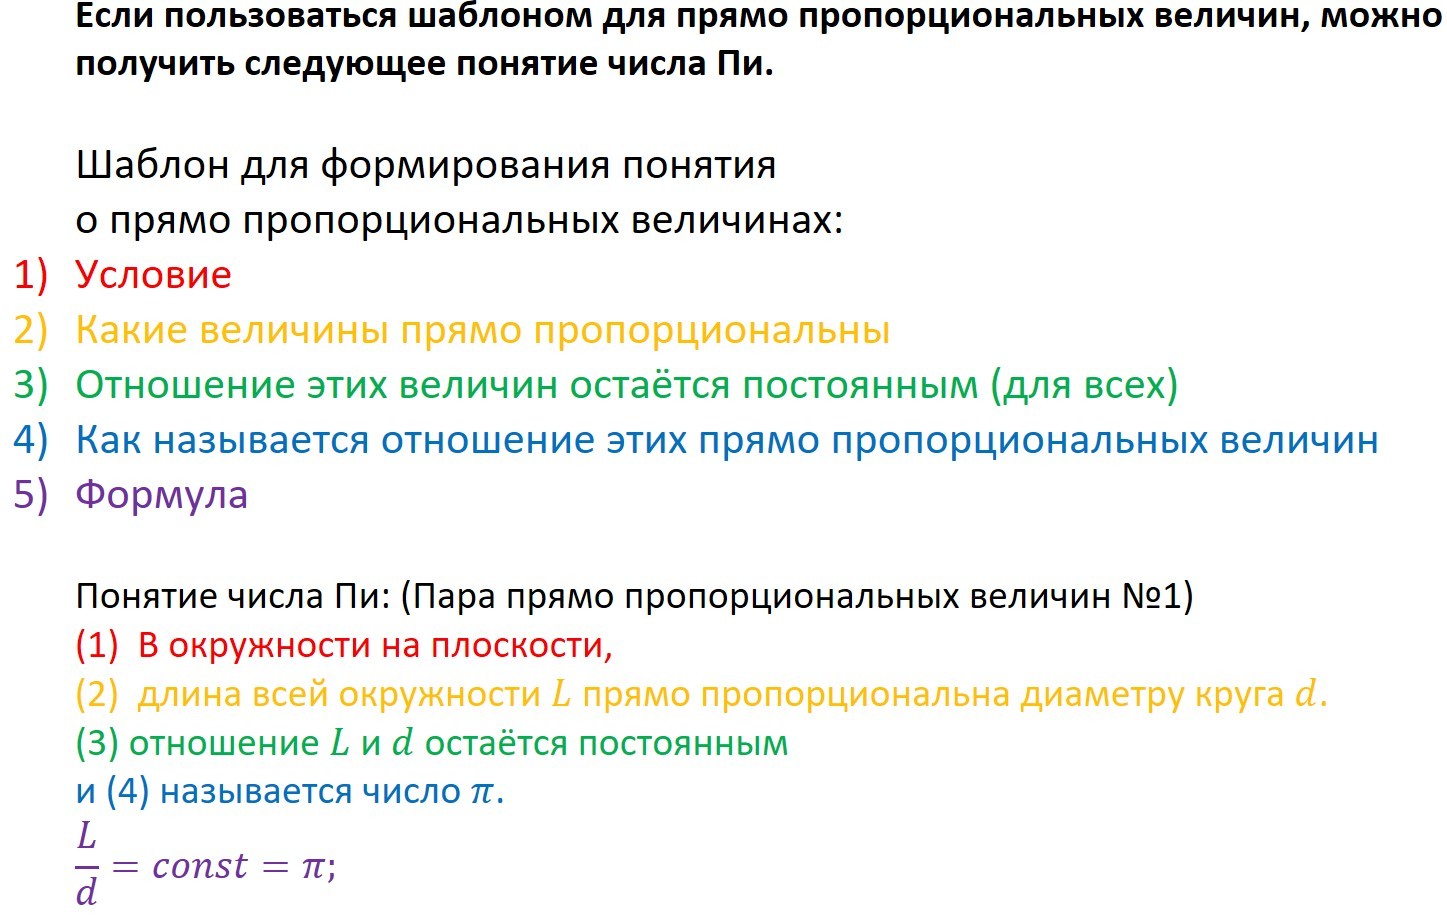 Если пользоваться шаблоном для прямо пропорциональных величин, можно
получить следующее понятие числа Пи.
Шаблон для формирования понятия
о прямо пропорциональных величинах:
1) Условие
2) Какие величины прямо пропорциональны
3) Отношение этих величин остаётся постоянным (для всех)
4) Как называется отношение этих прямо пропорциональных величин
5) Формула
Понятие числа Пи: (Пара прямо пропорциональных величин №1)
(1) В окружности на плоскости,
(2) длина всей окружности L прямо пропорциональна диаметру круга d.
(3) отношение L и d остаётся постоянным
и (4) называется число π.
L/d = const = π;